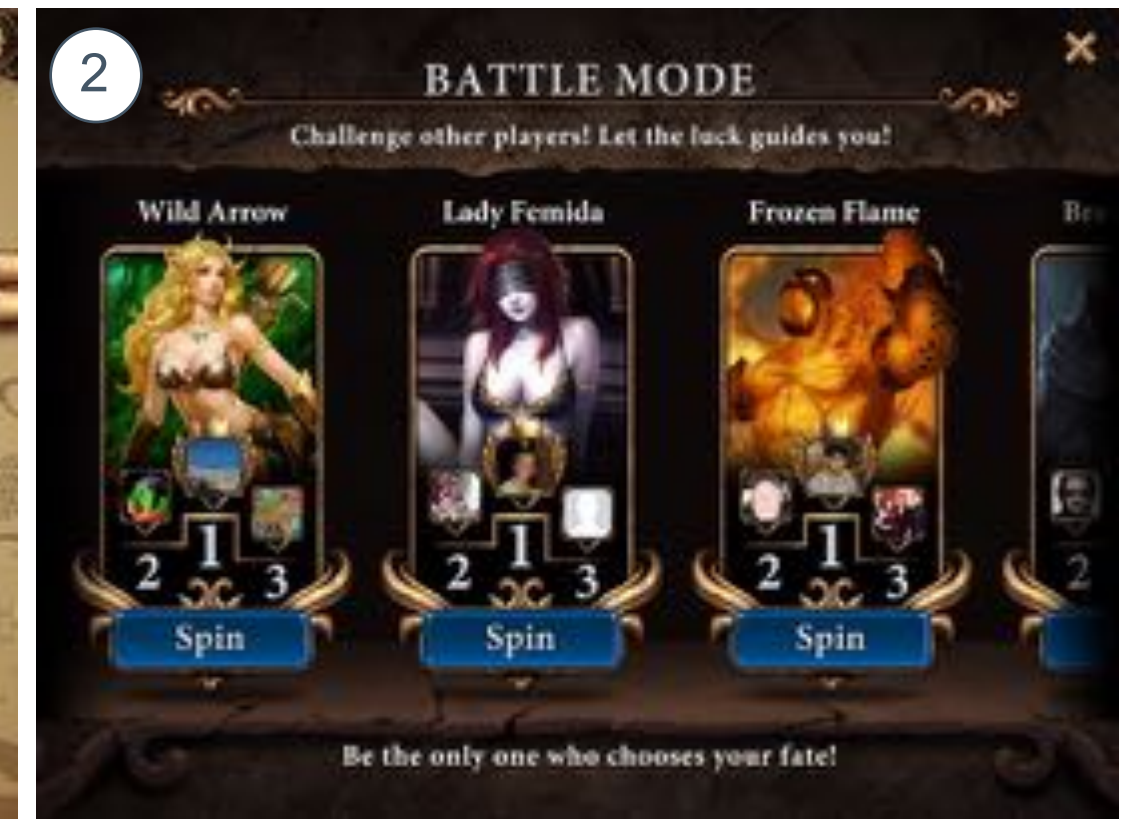 2
BATTLE MODE
Challenge other players! Let the luck guides you!
Wild Arrow
Lady Femida
Frozen Flame
2 1 3
2 1 3
2 1 3
2
Spin
Spin
Spin
Be the only one who chooses your fate!